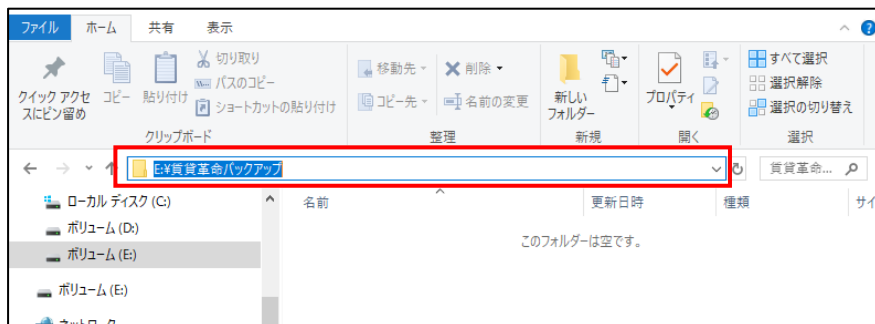 ファイル ホーム 共有 表示
クイック アクセスにピン留め
コピー
貼り付け
切り取り
パスのコピー
ショートカットの貼り付け
クリップボード
移動先
コピー先
削除
名前の変更
整理
新しいフォルダー
新規
プロパティ
開く
すべて選択
選択解除
選択の切り替え
選択
E:¥賃貸革命バックアップ
賃貸革命...
ローカル ディスク (C:)
ボリューム (D:)
ボリューム (E:)
ボリューム (E:)
名前 更新日時 種類 サイ
このフォルダーは空です。